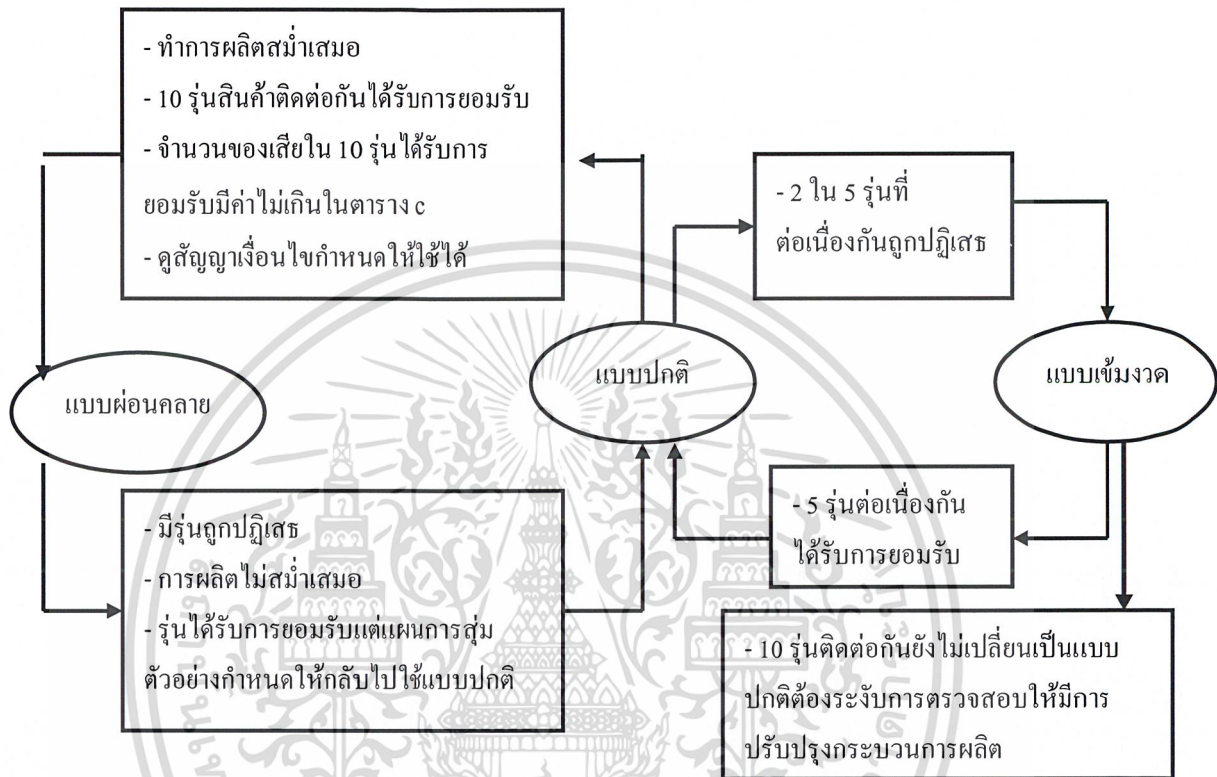 - ทำการผลิตสม่ำเสมอ
- 10 รุ่นสินค้าติดต่อกันได้รับการยอมรับ
- จำนวนของเสียใน 10 รุ่นได้รับการ
ยอมรับมีค่าไม่เกินในตาราง c
- ดูสัญญาเงื่อนไขกำหนดให้ใช้ได้
- 2 ใน 5 รุ่นที่
ต่อเนื่องกันถูกปฏิเสธ
แบบผ่อนคลาย
แบบปกติ
แบบเข้มงวด
- มีรุ่นถูกปฏิเสธ
- การผลิตไม่สม่ำเสมอ
- รุ่นได้รับการยอมรับแต่แผนการสุ่ม
ตัวอย่างกำหนดให้กลับไปใช้แบบปกติ
- 5 รุ่นต่อเนื่องกัน
ได้รับการยอมรับ
- 10 รุ่นติดต่อกันยังไม่เปลี่ยนเป็นแบบ
ปกติต้องระงับการตรวจสอบให้มีการ
ปรับปรุงกระบวนการผลิต